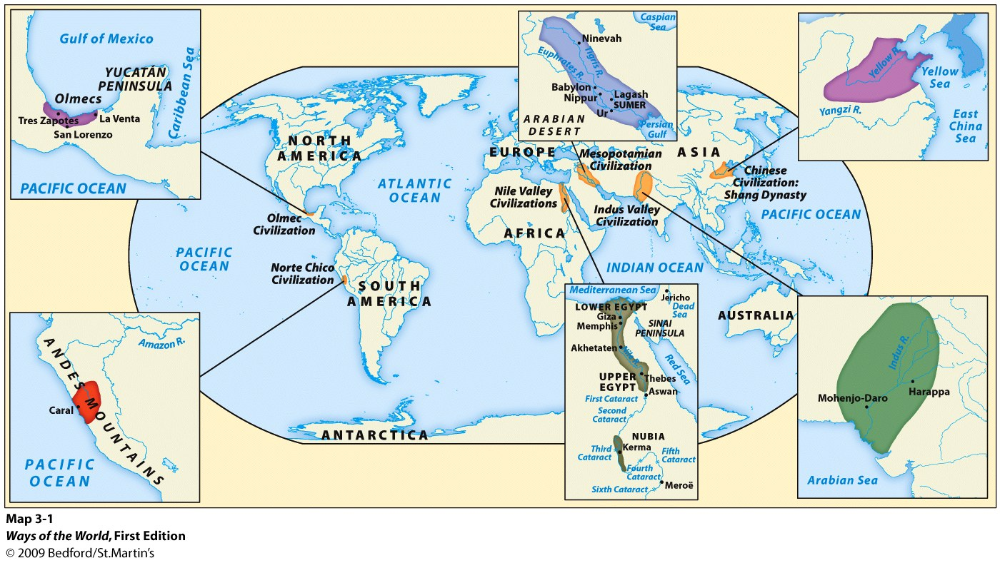 Gulf of Mexico
YUCATÁN
PENINSULA
Caribbean Sea
Olmecs
Tres Zapotes
La Venta
San Lorenzo
PACIFIC OCEAN
Caspian
Sea
Ninevah
Tigris R.
Euphrates R.
Babylon
Nippur
Lagash
SUMER
Ur
ARABIAN
DESERT
Persian
Gulf
Yellow R.
Yellow
Sea
Yangzi R.
East
China
Sea
NORTH
AMERICA
ATLANTIC
OCEAN
EUROPE
ASIA
Mesopotamian
Civilization
Chinese
Civilization:
Shang Dynasty
Nile Valley
Civilizations
Indus Valley
Civilization
PACIFIC OCEAN
Olmec
Civilization
AFRICA
PACIFIC
OCEAN
Norte Chico
Civilization
SOUTH
AMERICA
INDIAN OCEAN
AUSTRALIA
ANTARCTICA
Amazon R.
ANDES MOUNTAINS
Caral
PACIFIC
OCEAN
Mediterranean Sea
Jericho
Dead
Sea
LOWER EGYPT
Giza
Memphis
SINAI
PENINSULA
Akhetaten
Nile R.
Red Sea
UPPER
EGYPT
Thebes
Aswan
First Cataract
Second
Cataract
NUBIA
Kerma
Third
Cataract
Fifth
Cataract
Fourth
Cataract
Meroë
Sixth Cataract
Indus R.
Harappa
Mohenjo-Daro
Arabian Sea
Map 3-1
Ways of the World, First Edition
© 2009 Bedford/St.Martin's